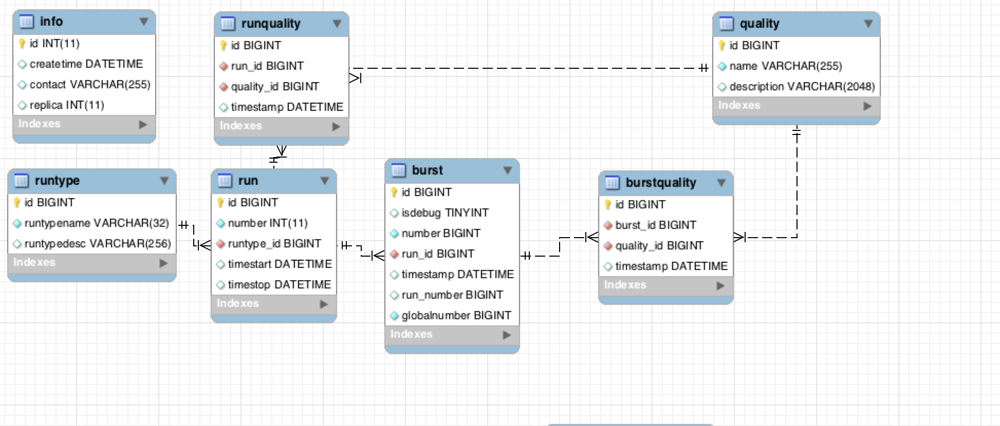 info
id INT(11)
createtime DATETIME
contact VARCHAR(255)
replica INT(11)
Indexes
runquality
id BIGINT
run_id BIGINT
quality_id BIGINT
timestamp DATETIME
Indexes
quality
id BIGINT
name VARCHAR(255)
description VARCHAR(2048)
Indexes
runtype
id BIGINT
runtypename VARCHAR(32)
runtypedesc VARCHAR(256)
Indexes
run
id BIGINT
number INT(11)
runtype_id BIGINT
timestart DATETIME
timestop DATETIME
Indexes
burst
id BIGINT
isdebug TINYINT
number BIGINT
run_id BIGINT
timestamp DATETIME
run_number BIGINT
globalnumber BIGINT
Indexes
burstquality
id BIGINT
burst_id BIGINT
quality_id BIGINT
timestamp DATETIME
Indexes